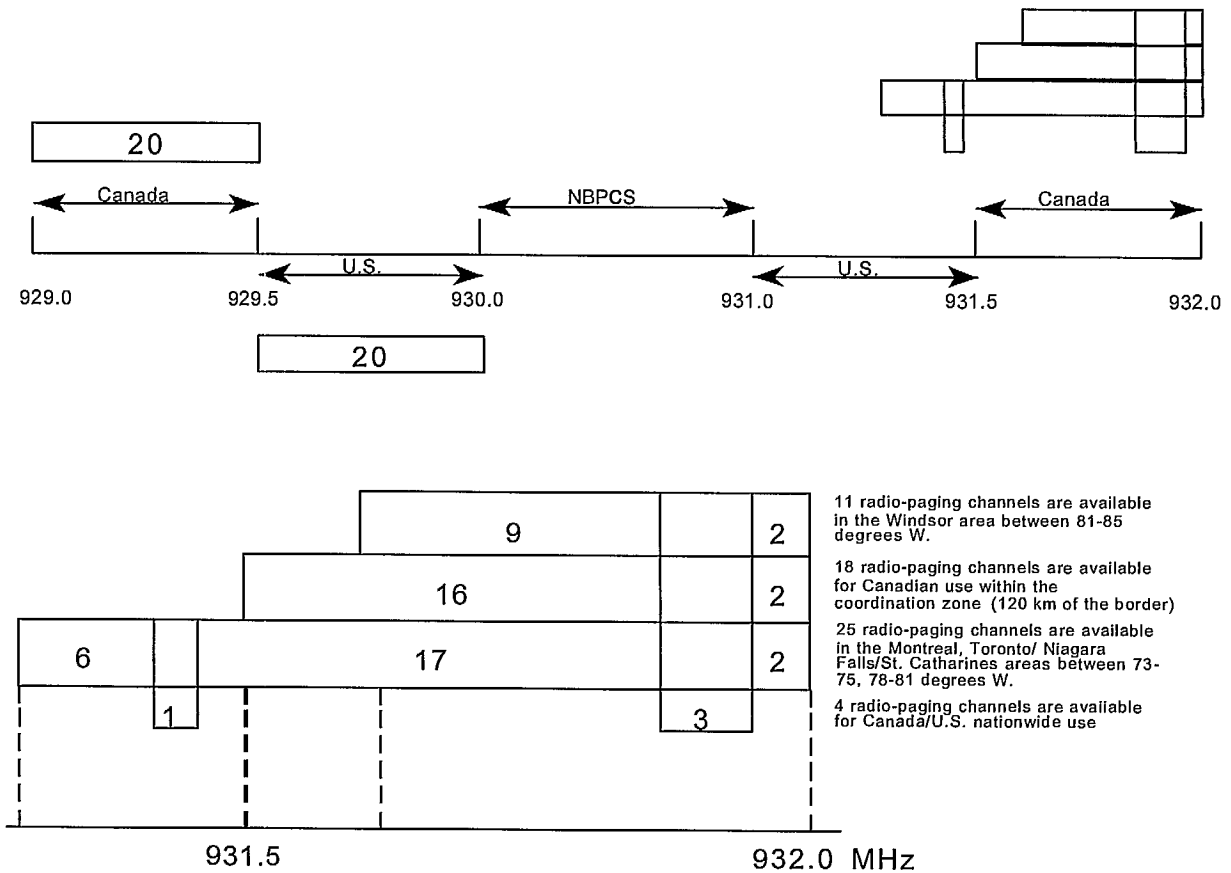 20
Canada
NBPCS
Canada
U.S.
U.S.
929.0
929.5
930.0
931.0
931.5
932.0
20
9
2
11 radio-paging channels are available
in the Windsor area between 81-85
degrees W.
16
2
18 radio-paging channels are available
for Canadian use within the
coordination zone (120 km of the border)
6
17
2
25 radio-paging channels are available
in the Montreal, Toronto/ Niagara
Falls/St. Catharines areas between 73-
75, 78-81 degrees W.
1
3
4 radio-paging channels are available
for Canada/U.S. nationwide use
931.5
932.0 MHz